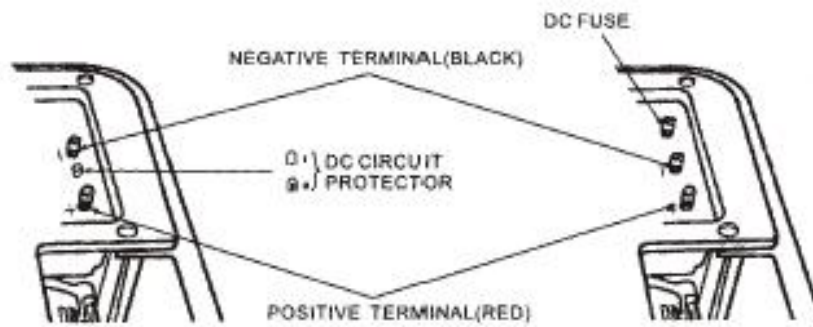 DC FUSE
NEGATIVE TERMINAL(BLACK)
DC CIRCUIT
PROTECTOR
POSITIVE TERMINAL(RED)